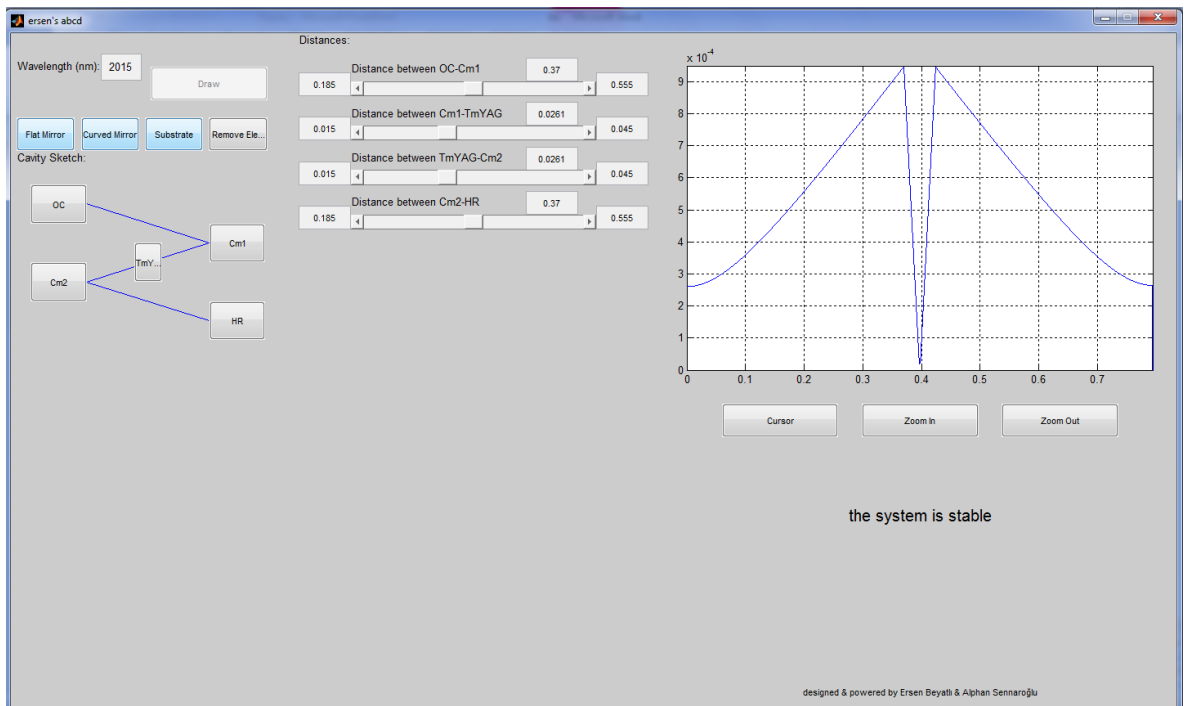 ersen's abcd
Wavelength (nm): 2015
Draw
Flat Mirror Curved Mirror Substrate Remove Ele...
Cavity Sketch:
OC
Cm1
TmY...
Cm2
HR
Distances:
Distance between OC-Cm1 0.37
0.185 0.555
Distance between Cm1-TmYAG 0.0261
0.015 0.045
Distance between TmYAG-Cm2 0.0261
0.015 0.045
Distance between Cm2-HR 0.37
0.185 0.555
x 10-4
9
8
7
6
5
4
3
2
1
0
0 0.1 0.2 0.3 0.4 0.5 0.6 0.7
Cursor Zoom In Zoom Out
the system is stable
designed & powered by Ersen Beyatlı & Alphan Sennaroğlu